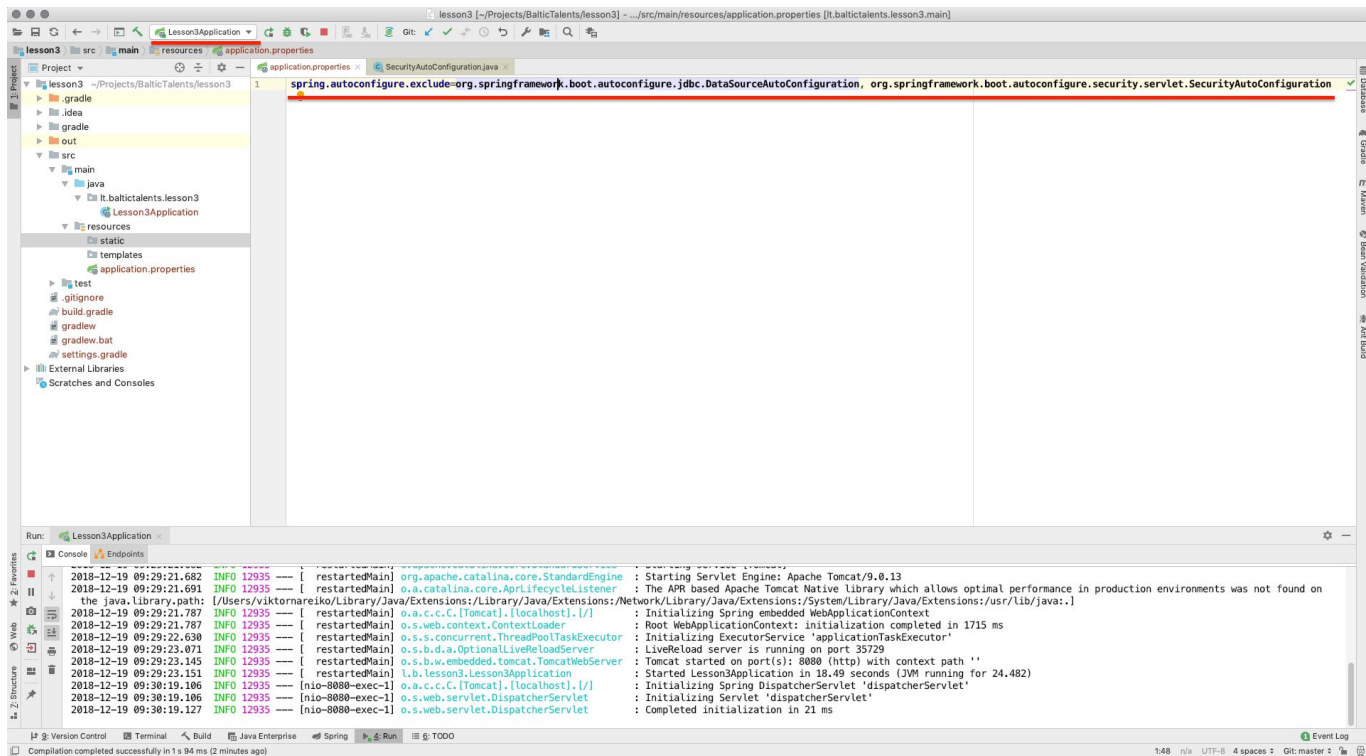 lesson3 [~/Projects/BalticTalents/lesson3] - .../src/main/resources/application.properties [lt.baltictalents.lesson3.main]
Lesson3Application
Git:
lesson3
src
main
resources
application.properties
Project
application.properties
SecurityAutoConfiguration.java
1: Project
lesson3 ~/Projects/BalticTalents/lesson3
.gradle
.idea
gradle
out
src
main
java
lt.baltictalents.lesson3
Lesson3Application
resources
static
templates
application.properties
test
.gitignore
build.gradle
gradlew
gradlew.bat
settings.gradle
External Libraries
Scratches and Consoles
1
spring.autoconfigure.exclude=org.springframework.boot.autoconfigure.jdbc.DataSourceAutoConfiguration, org.springframework.boot.autoconfigure.security.servlet.SecurityAutoConfiguration
Database
Gradle
Maven
Bean Validation
Ant Build
Run:
Lesson3Application
Console
Endpoints
2018-12-19 09:29:21.682 INFO 12935 --- [ restartedMain] org.apache.catalina.core.StandardEngine : Starting Servlet Engine: Apache Tomcat/9.0.13
2018-12-19 09:29:21.691 INFO 12935 --- [ restartedMain] o.a.catalina.core.AprLifecycleListener : The APR based Apache Tomcat Native library which allows optimal performance in production environments was not found on
the java.library.path: [/Users/viktornareiko/Library/Java/Extensions:/Library/Java/Extensions:/Network/Library/Java/Extensions:/System/Library/Java/Extensions:/usr/lib/java:.]
2018-12-19 09:29:21.787 INFO 12935 --- [ restartedMain] o.a.c.c.C.[Tomcat].[localhost].[/] : Initializing Spring embedded WebApplicationContext
2018-12-19 09:29:21.787 INFO 12935 --- [ restartedMain] o.s.web.context.ContextLoader : Root WebApplicationContext: initialization completed in 1715 ms
2018-12-19 09:29:22.630 INFO 12935 --- [ restartedMain] o.s.s.concurrent.ThreadPoolTaskExecutor : Initializing ExecutorService 'applicationTaskExecutor'
2018-12-19 09:29:23.071 INFO 12935 --- [ restartedMain] o.s.b.d.a.OptionalLiveReloadServer : LiveReload server is running on port 35729
2018-12-19 09:29:23.145 INFO 12935 --- [ restartedMain] o.s.b.w.embedded.tomcat.TomcatWebServer : Tomcat started on port(s): 8080 (http) with context path ''
2018-12-19 09:29:23.151 INFO 12935 --- [ restartedMain] l.b.lesson3.Lesson3Application : Started Lesson3Application in 18.49 seconds (JVM running for 24.482)
2018-12-19 09:30:19.106 INFO 12935 --- [nio-8080-exec-1] o.a.c.c.C.[Tomcat].[localhost].[/] : Initializing Spring DispatcherServlet 'dispatcherServlet'
2018-12-19 09:30:19.106 INFO 12935 --- [nio-8080-exec-1] o.s.web.servlet.DispatcherServlet : Initializing Servlet 'dispatcherServlet'
2018-12-19 09:30:19.127 INFO 12935 --- [nio-8080-exec-1] o.s.web.servlet.DispatcherServlet : Completed initialization in 21 ms
2: Favorites
Web
Z: Structure
9: Version Control
Terminal
Build
Java Enterprise
Spring
4: Run
6: TODO
1 Event Log
Compilation completed successfully in 1 s 94 ms (2 minutes ago)
1:48 n/a UTF-8 4 spaces Git: master